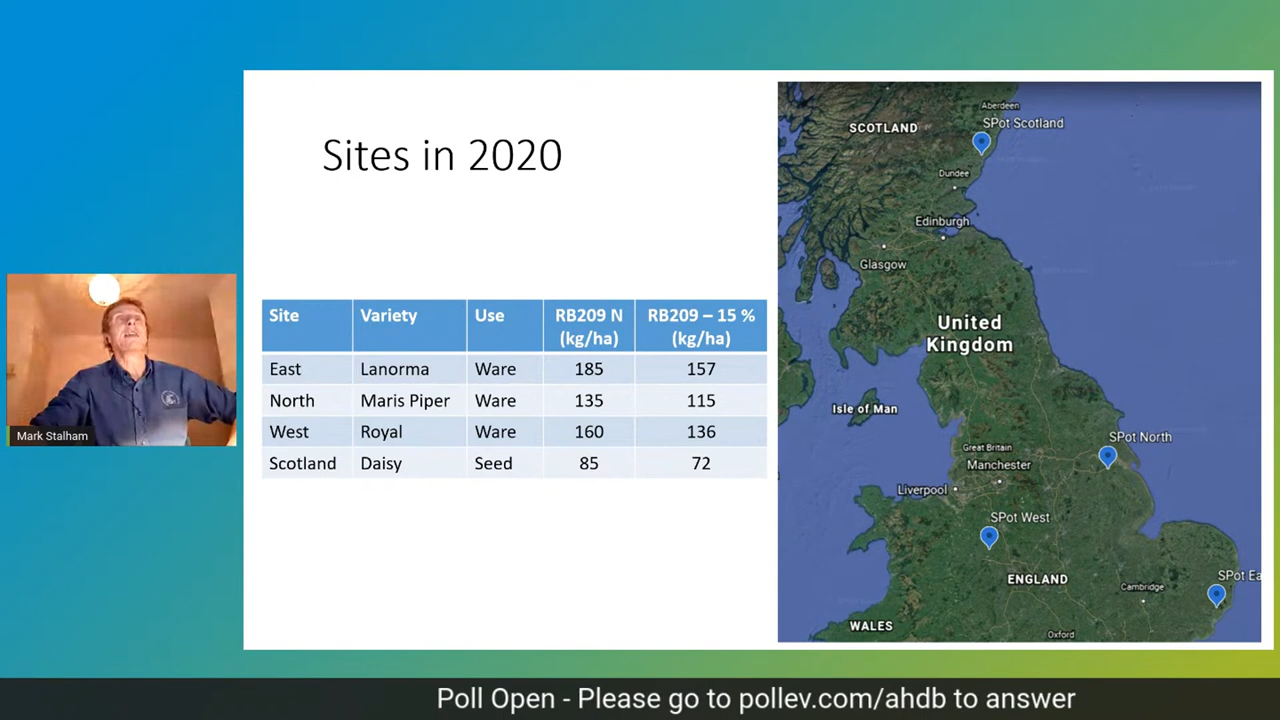 Sites in 2020
Site Variety Use RB209 N (kg/ha) RB209 – 15 % (kg/ha)
East Lanorma Ware 185 157
North Maris Piper Ware 135 115
West Royal Ware 160 136
Scotland Daisy Seed 85 72
Mark Stalham
Aberdeen
SCOTLAND
SPot Scotland
Dundee
Edinburgh
Glasgow
United
Kingdom
Isle of Man
SPot North
Great Britain
Manchester
Liverpool
SPot West
ENGLAND
SPot Ea
Cambridge
WALES
Oxford
Poll Open - Please go to pollev.com/ahdb to answer